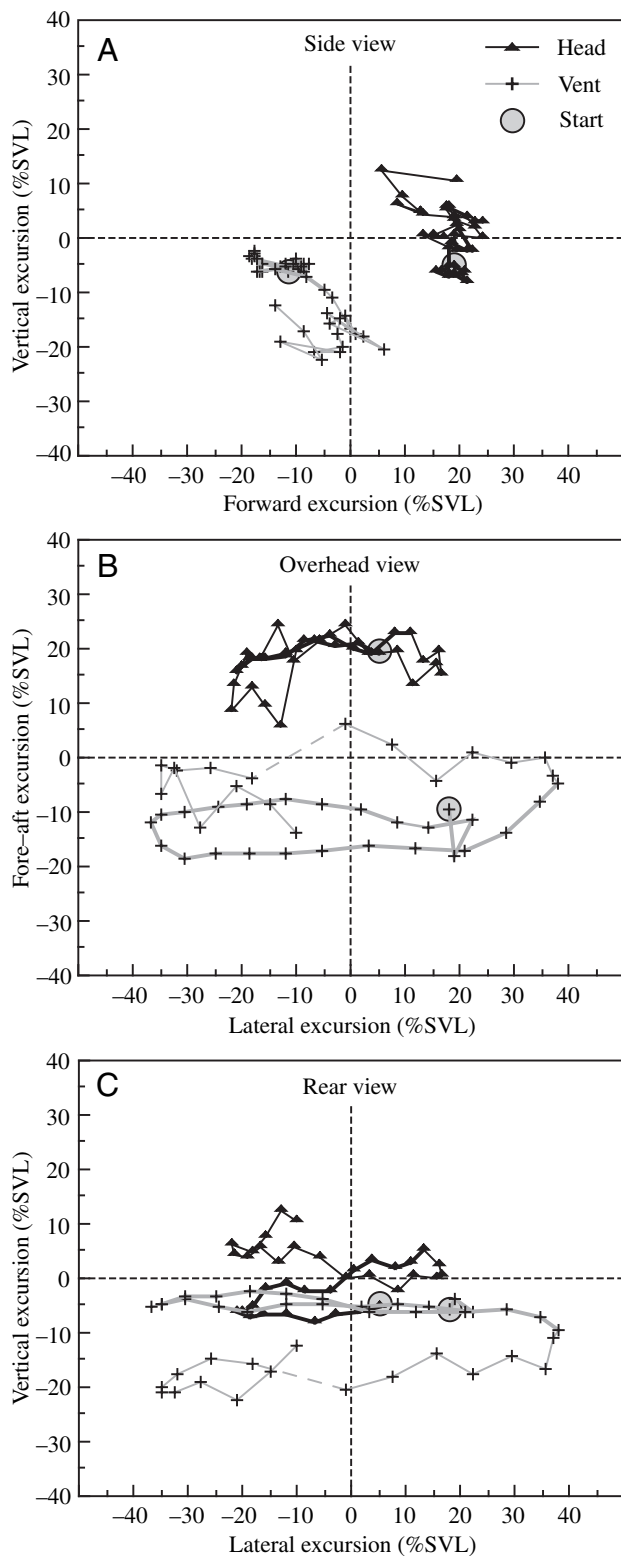 A
Side view
Head
Vent
Start
40
30
20
10
0
–10
–20
–30
–40
Vertical excursion (%SVL)
–40 –30 –20 –10 0 10 20 30 40
Forward excursion (%SVL)
B
Overhead view
40
30
20
10
0
–10
–20
–30
–40
Fore–aft excursion (%SVL)
–40 –30 –20 –10 0 10 20 30 40
Lateral excursion (%SVL)
C
Rear view
40
30
20
10
0
–10
–20
–30
–40
Vertical excursion (%SVL)
–40 –30 –20 –10 0 10 20 30 40
Lateral excursion (%SVL)